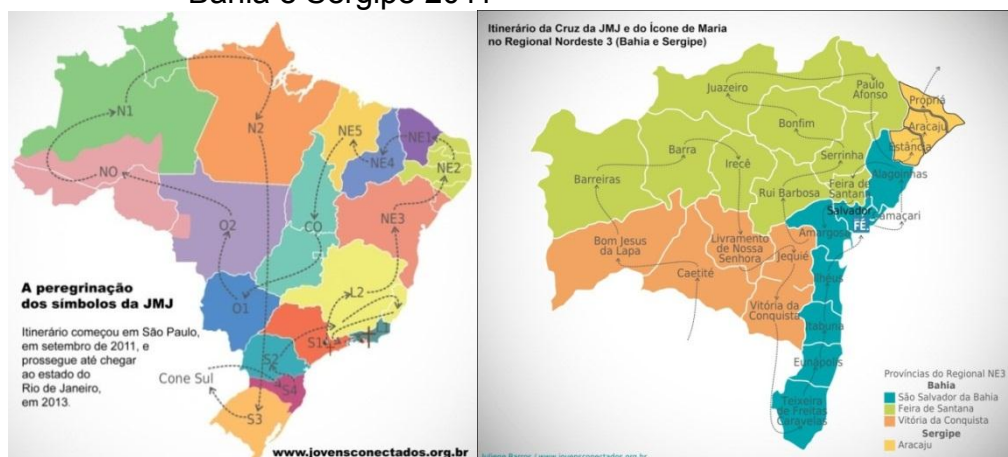 Bahia e Sergipe 2011
N1
N2
NE5
NE1
NE4
NE2
NO
NE3
O2
CO
L2
O1
S1
S2
S4
Cone Sul
S3
A peregrinação
dos símbolos da JMJ
Itinerário começou em São Paulo,
em setembro de 2011, e
prossegue até chegar
ao estado do
Rio de Janeiro,
em 2013.
www.jovensconectados.org.br
Itinerário da Cruz da JMJ e do Ícone de Maria
no Regional Nordeste 3 (Bahia e Sergipe)
Juazeiro
Paulo
Afonso
Propriá
Bonfim
Aracaju
Estância
Barra
Irecê
Serrinha
Alagoinhas
Barreiras
Rui Barbosa
Feira de
Santana
Salvador
FÉ.
Camaçari
Amargosa
Bom Jesus
da Lapa
Livramento
de Nossa
Senhora
Jequié
Ilhéus
Caetité
Vitória da
Conquista
Itabuna
Eunápolis
Teixeira
de Freitas
Caravelas
Províncias do Regional NE3
Bahia
São Salvador da Bahia
Feira de Santana
Vitória da Conquista
Sergipe
Aracaju
Barros / www.jovensconectados.org.br